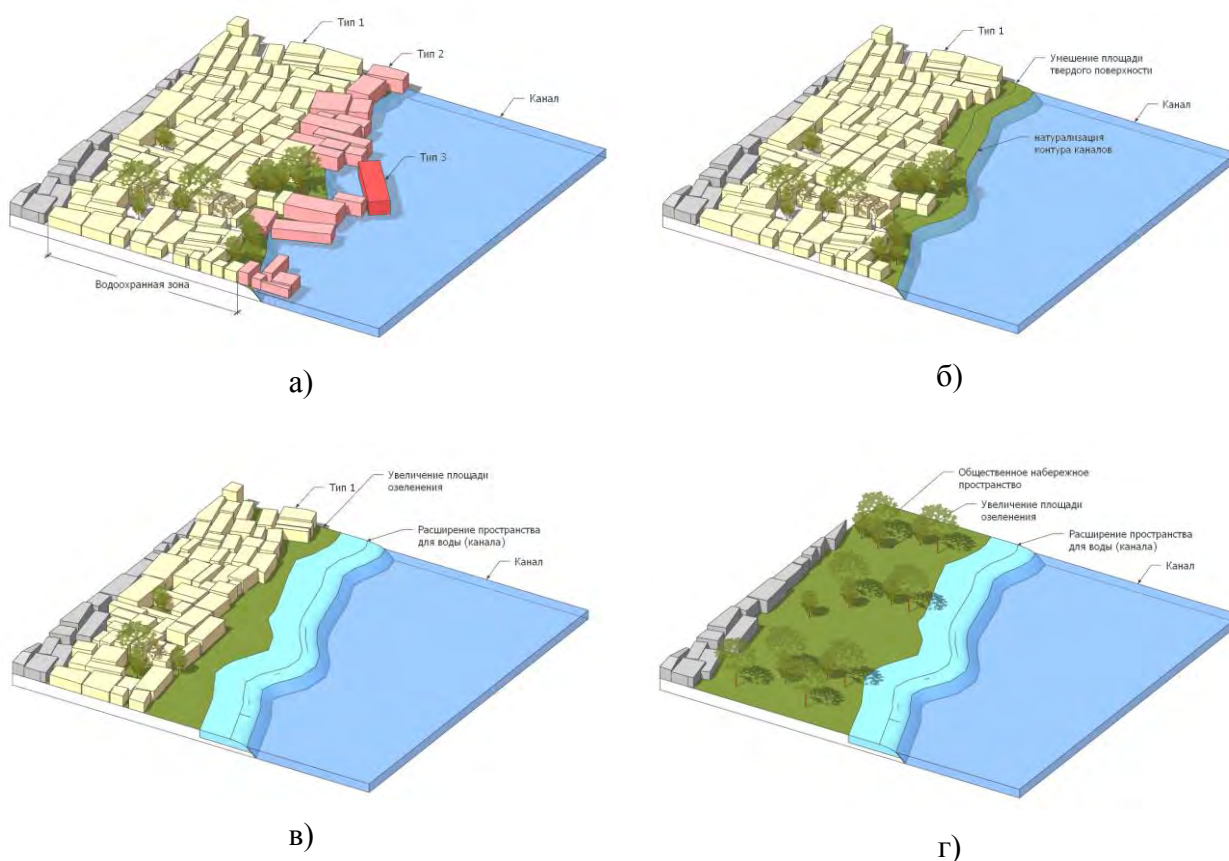 Тип 1
Тип 2
Канал
Тип 3
Водоохранная зона
а)
Тип 1
Умешение площади
твердого поверхности
Канал
натурализация
контура каналов
б)
Увеличение площади
озеленения
Тип 1
Расширение пространства
для воды (канала)
Канал
в)
Общественное набережное
пространство
Увеличение площади
озеленения
Расширение пространства
для воды (канала)
Канал
г)